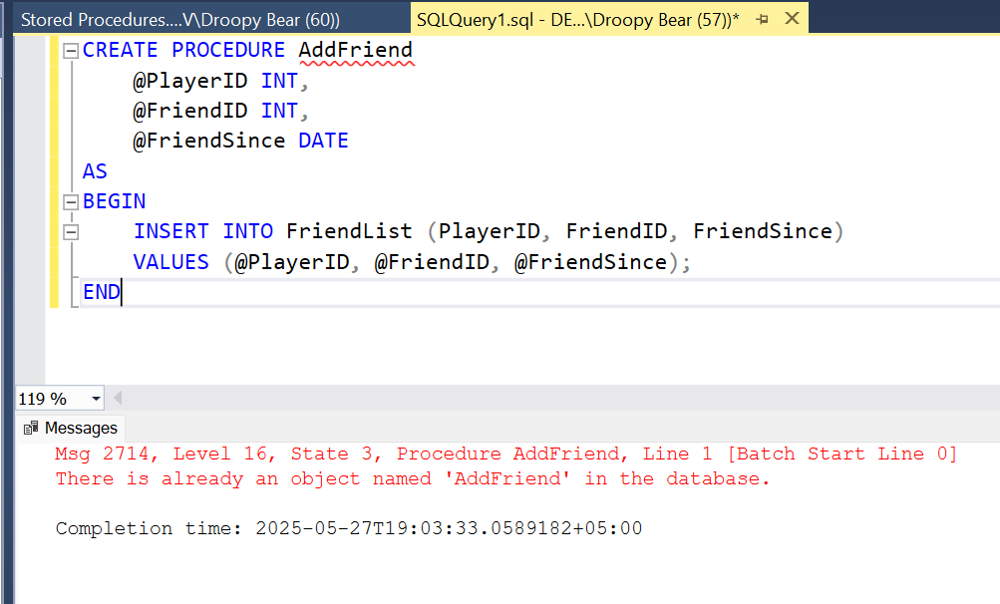 Stored Procedures....V\Droopy Bear (60))
SQLQuery1.sql - DE...\Droopy Bear (57))*
CREATE PROCEDURE AddFriend
@PlayerID INT,
@FriendID INT,
@FriendSince DATE
AS
BEGIN
INSERT INTO FriendList (PlayerID, FriendID, FriendSince)
VALUES (@PlayerID, @FriendID, @FriendSince);
END
119 %
Messages
Msg 2714, Level 16, State 3, Procedure AddFriend, Line 1 [Batch Start Line 0]
There is already an object named 'AddFriend' in the database.
Completion time: 2025-05-27T19:03:33.0589182+05:00